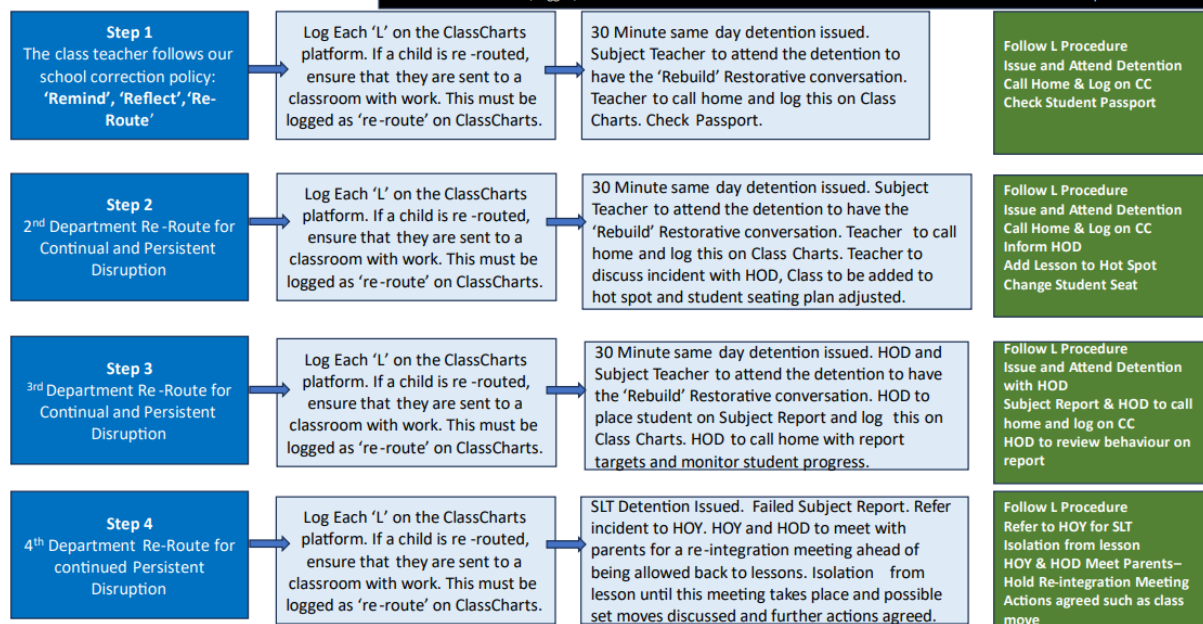 Step 1
The class teacher follows our
school correction policy:
'Remind', 'Reflect','Re-
Route'
Log Each 'L' on the ClassCharts
platform. If a child is re -routed,
ensure that they are sent to a
classroom with work. This must be
logged as 're-route' on ClassCharts.
30 Minute same day detention issued.
Subject Teacher to attend the detention to
have the 'Rebuild' Restorative conversation.
Teacher to call home and log this on Class
Charts. Check Passport.
Follow L Procedure
Issue and Attend Detention
Call Home & Log on CC
Check Student Passport
Step 2
2nd Department Re -Route for
Continual and Persistent
Disruption
Log Each 'L' on the ClassCharts
platform. If a child is re -routed,
ensure that they are sent to a
classroom with work. This must be
logged as 're-route' on ClassCharts.
30 Minute same day detention issued. Subject
Teacher to attend the detention to have the
'Rebuild' Restorative conversation. Teacher to call
home and log this on Class Charts. Teacher to
discuss incident with HOD, Class to be added to
hot spot and student seating plan adjusted.
Follow L Procedure
Issue and Attend Detention
Call Home & Log on CC
Inform HOD
Add Lesson to Hot Spot
Change Student Seat
Step 3
3rd Department Re -Route for
Continual and Persistent
Disruption
Log Each 'L' on the ClassCharts
platform. If a child is re -routed,
ensure that they are sent to a
classroom with work. This must be
logged as 're-route' on ClassCharts.
30 Minute same day detention issued. HOD and
Subject Teacher to attend the detention to have
the 'Rebuild' Restorative conversation. HOD to
place student on Subject Report and log this on
Class Charts. HOD to call home with report
targets and monitor student progress.
Follow L Procedure
Issue and Attend Detention
with HOD
Subject Report & HOD to call
home and log on CC
HOD to review behaviour on
report
Step 4
4th Department Re-Route for
continued Persistent
Disruption
Log Each 'L' on the ClassCharts
platform. If a child is re -routed,
ensure that they are sent to a
classroom with work. This must be
logged as 're-route' on ClassCharts.
SLT Detention Issued. Failed Subject Report. Refer
incident to HOY. HOY and HOD to meet with
parents for a re-integration meeting ahead of
being allowed back to lessons. Isolation from
lesson until this meeting takes place and possible
set moves discussed and further actions agreed.
Follow L Procedure
Refer to HOY for SLT
Isolation from lesson
HOY & HOD Meet Parents–
Hold Re-integration Meeting
Actions agreed such as class
move